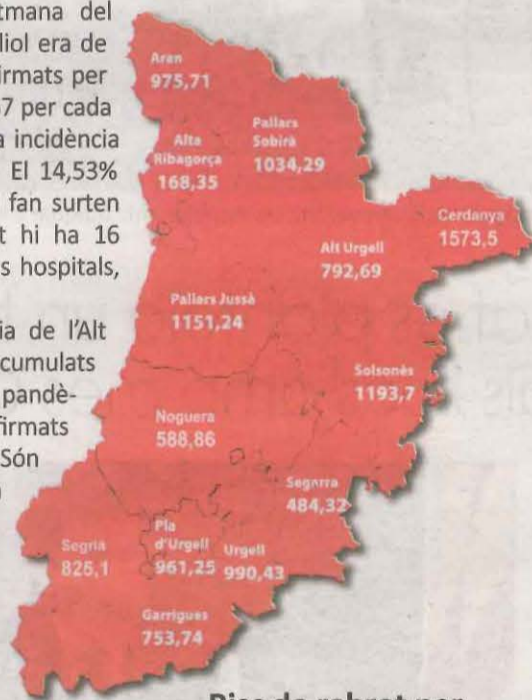 tmana del
liol era de
irmats per
7 per cada
a incidència
El 14,53%
fan surten
t hi ha 16
s hospitals,
ia de l'Alt
cumulats
pandè-
firmats
Són
Aran
975,71
Alta
Ribagorça
168,35
Pallars
Sobirà
1034,29
Cerdanya
1573,5
Alt Urgell
792,69
Pallars Jussà
1151,24
Solsonès
1193,7
Noguera
588,86
Segarra
484,32
Segrià
825,1
Pla
d'Urgell
961,25
Urgell
990,43
Garrigues
753,74